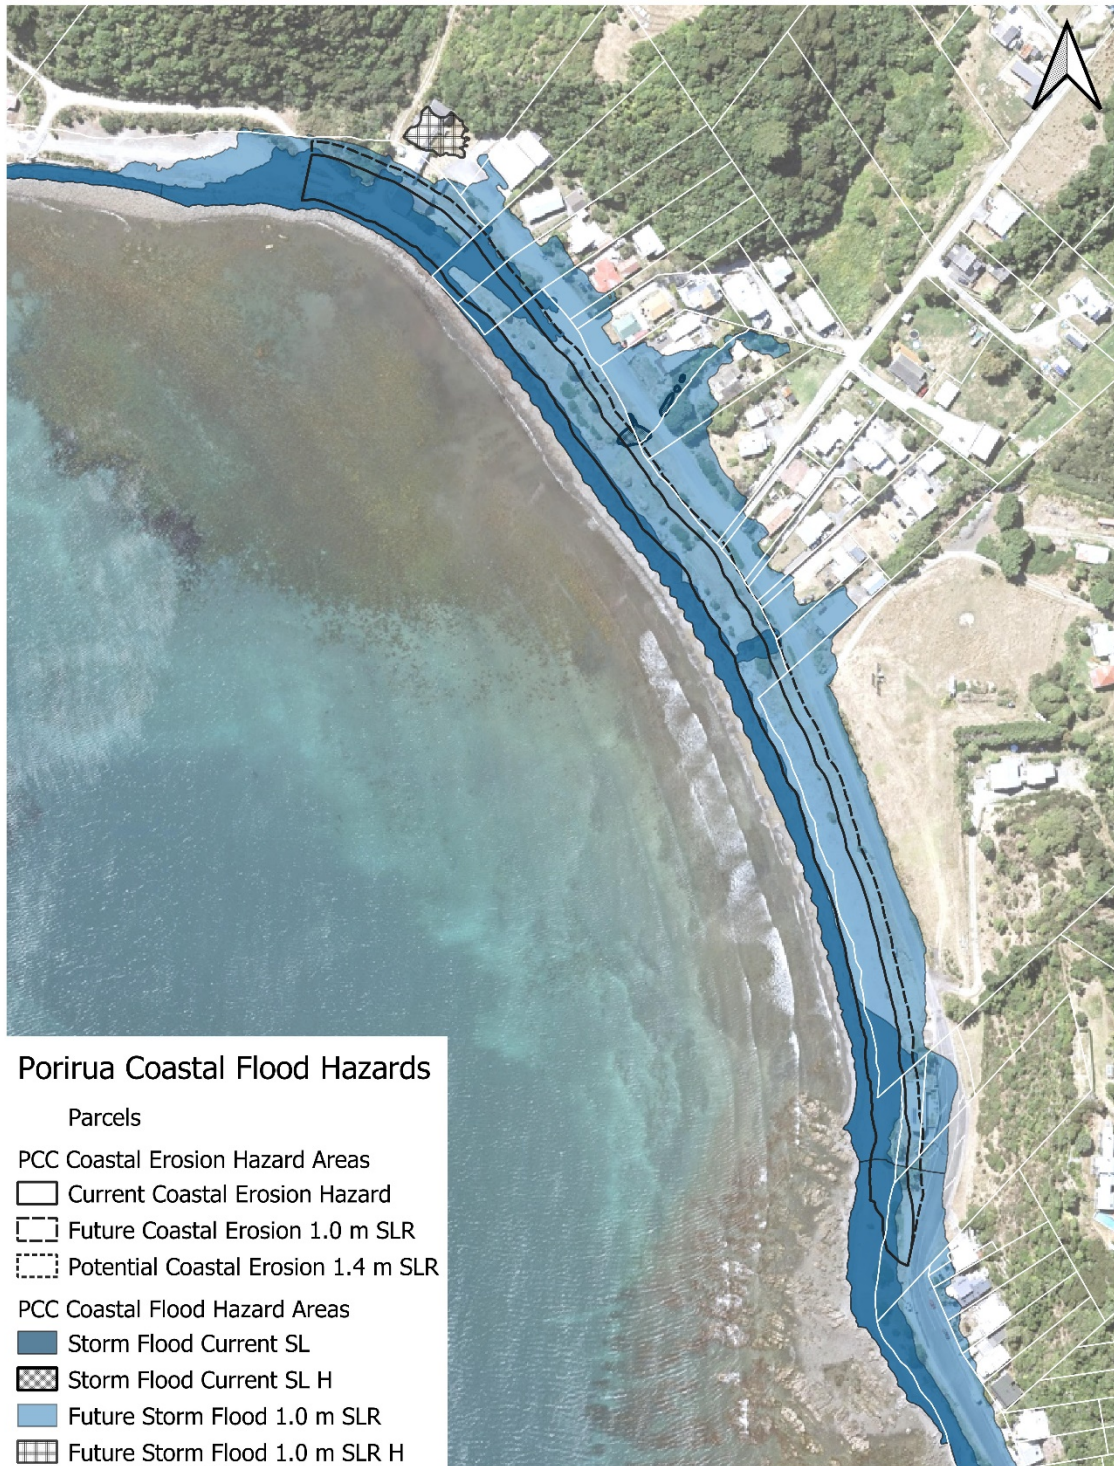 Porirua Coastal Flood Hazards
Parcels
PCC Coastal Erosion Hazard Areas
Current Coastal Erosion Hazard
Future Coastal Erosion 1.0 m SLR
Potential Coastal Erosion 1.4 m SLR
PCC Coastal Flood Hazard Areas
Storm Flood Current SL
Storm Flood Current SL H
Future Storm Flood 1.0 m SLR
Future Storm Flood 1.0 m SLR H